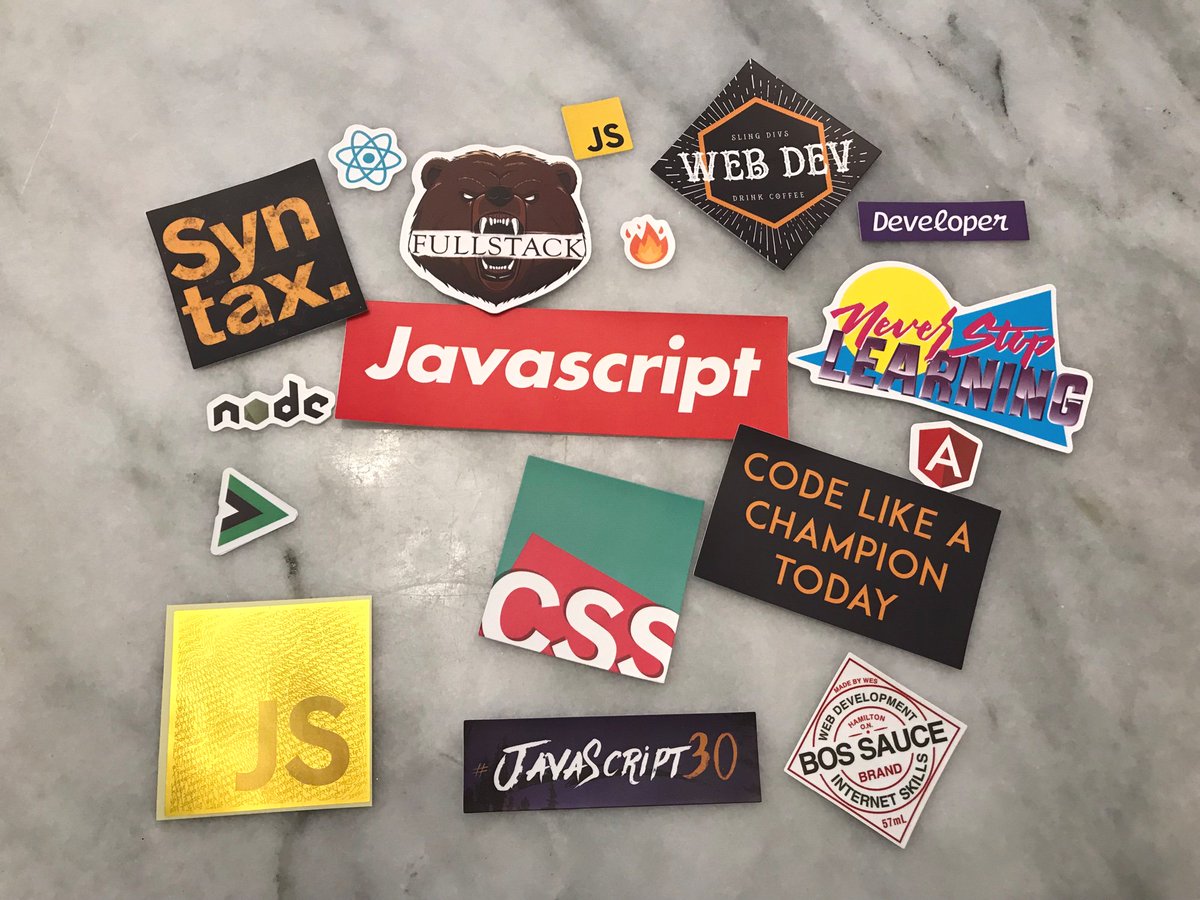 JS
SLING DIVS
WEB DEV
DRINK COFFEE
Syn
tax.
FULLSTACK
Developer
Never Stop
LEARNING
Javascript
node
A
CODE LIKE A
CHAMPION
TODAY
CSS
JS
#JAVASCRIPT30
MADE BY WES
WEB DEVELOPMENT
HAMILTON
O.N.
BOS SAUCE
BRAND
INTERNET SKILLS
57mL